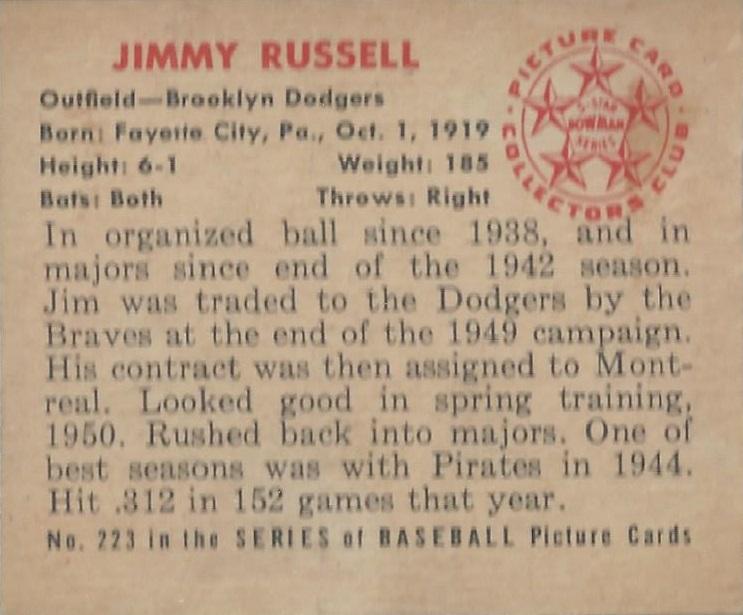 JIMMY RUSSELL
PICTURE CARD
COLLECTORS CLUB
5-STAR
BOWMAN
SERIES
Outfield—Brooklyn Dodgers
Born: Fayette City, Pa., Oct. 1, 1919
Height: 6-1 Weight: 185
Bats: Both Throws: Right
In organized ball since 1938, and in
majors since end of the 1942 season.
Jim was traded to the Dodgers by the
Braves at the end of the 1949 campaign.
His contract was then assigned to Mont-
real. Looked good in spring training,
1950. Rushed back into majors. One of
best seasons was with Pirates in 1944.
Hit .312 in 152 games that year.
No. 223 in the SERIES of BASEBALL Picture Cards